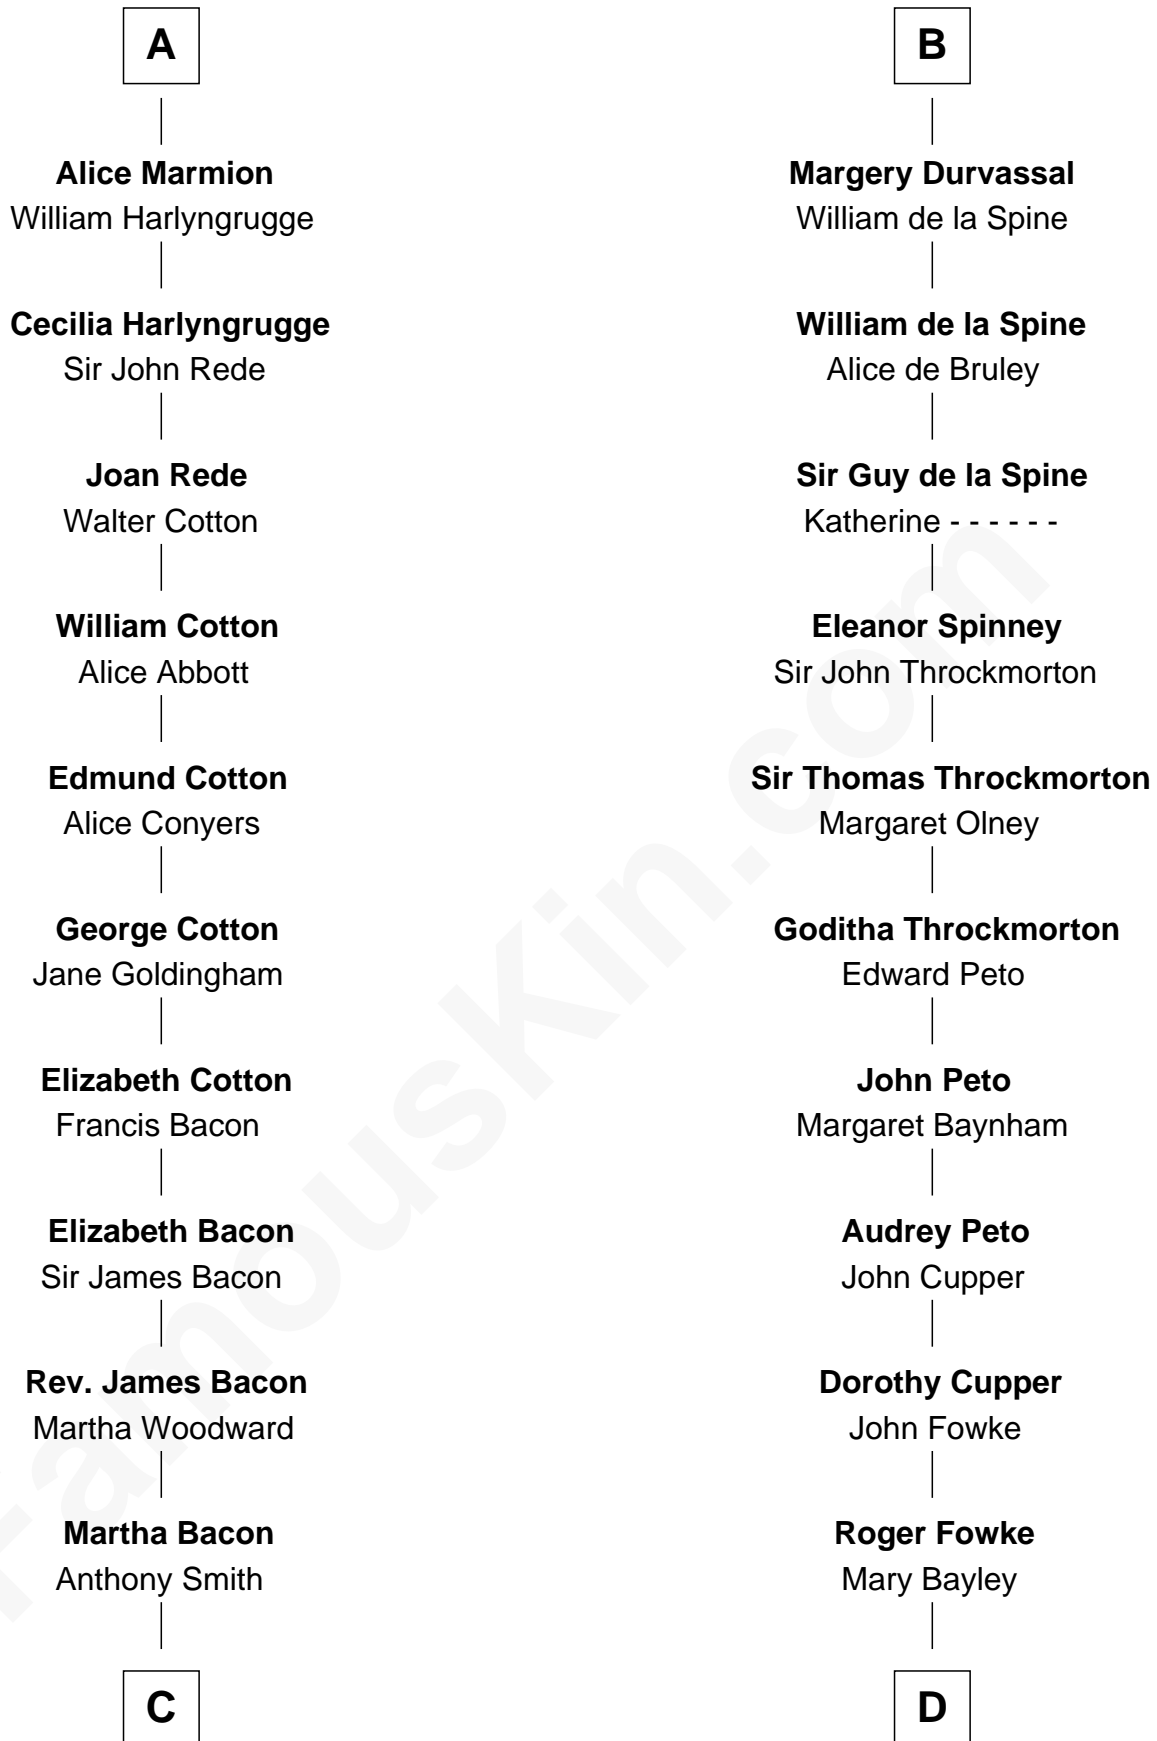 A
Alice Marmion
William Harlyngrugge
Cecilia Harlyngrugge
Sir John Rede
Joan Rede
Walter Cotton
William Cotton
Alice Abbott
Edmund Cotton
Alice Conyers
George Cotton
Jane Goldingham
Elizabeth Cotton
Francis Bacon
Elizabeth Bacon
Sir James Bacon
Rev. James Bacon
Martha Woodward
Martha Bacon
Anthony Smith
C
B
Margery Durvassal
William de la Spine
William de la Spine
Alice de Bruley
Sir Guy de la Spine
Katherine - - - - - -
Eleanor Spinney
Sir John Throckmorton
Sir Thomas Throckmorton
Margaret Olney
Goditha Throckmorton
Edward Peto
John Peto
Margaret Baynham
Audrey Peto
John Cupper
Dorothy Cupper
John Fowke
Roger Fowke
Mary Bayley
D
FamousKin.com